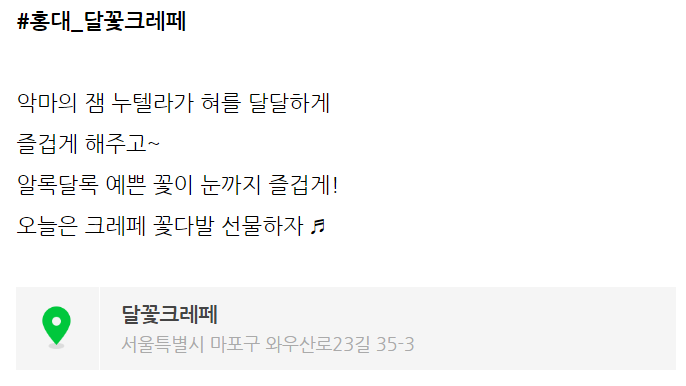 #홍대_달꽃크레페
악마의 잼 누텔라가 혀를 달달하게
즐겁게 해주고~
알록달록 예쁜 꽃이 눈까지 즐겁게!
오늘은 크레페 꽃다발 선물하자 ♬
달꽃크레페
서울특별시 마포구 와우산로23길 35-3